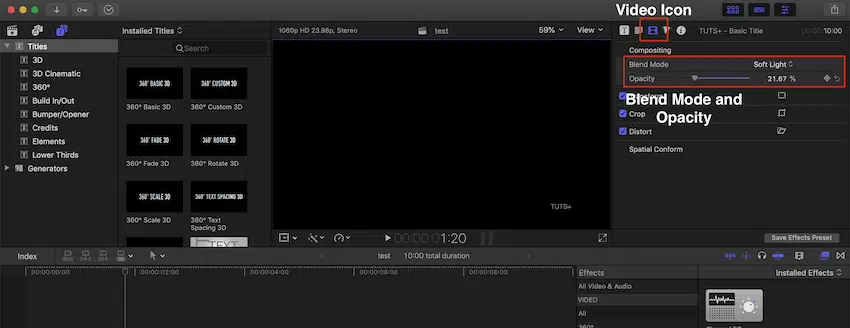 Video Icon
Installed Titles
1080p HD 23.98p, Stereo
test
59%
View
TUTS+ - Basic Title
10:00
Titles
3D
3D Cinematic
360°
Build In/Out
Bumper/Opener
Credits
Elements
Lower Thirds
Generators
Search
360° BASIC 3D
360° CUSTOM 3D
360° Basic 3D
360° Custom 3D
360° FADE 3D
360° ROTATE 3D
360° Fade 3D
360° Rotate 3D
360° SCALE 3D
360° TEXT SPACING 3D
360° Scale 3D
360° Text
Spacing 3D
TEXT
TUTS+
Compositing
Blend Mode
Soft Light
Opacity
21.67 %
Blend Mode and
Opacity
Crop
Distort
Spatial Conform
Save Effects Preset
1:20
Index
test
10:00 total duration
00:00:00:00
00:00:02:00
00:00:04:00
00:00:06:00
00:00:08:00
Effects
Installed Effects
All Video & Audio
VIDEO
All
360°